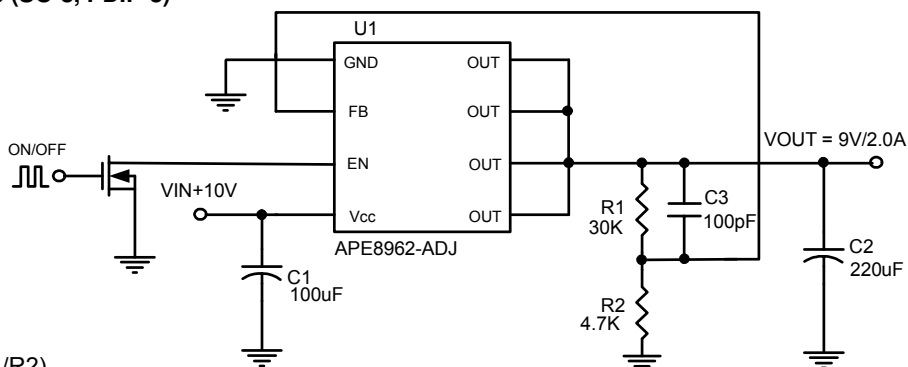 U1
GND OUT
FB OUT
EN OUT
Vcc OUT
APE8962-ADJ
ON/OFF
VIN+10V
C1
100uF
R1
30K
C3
100pF
R2
4.7K
VOUT = 9V/2.0A
C2
220uF
/R2)